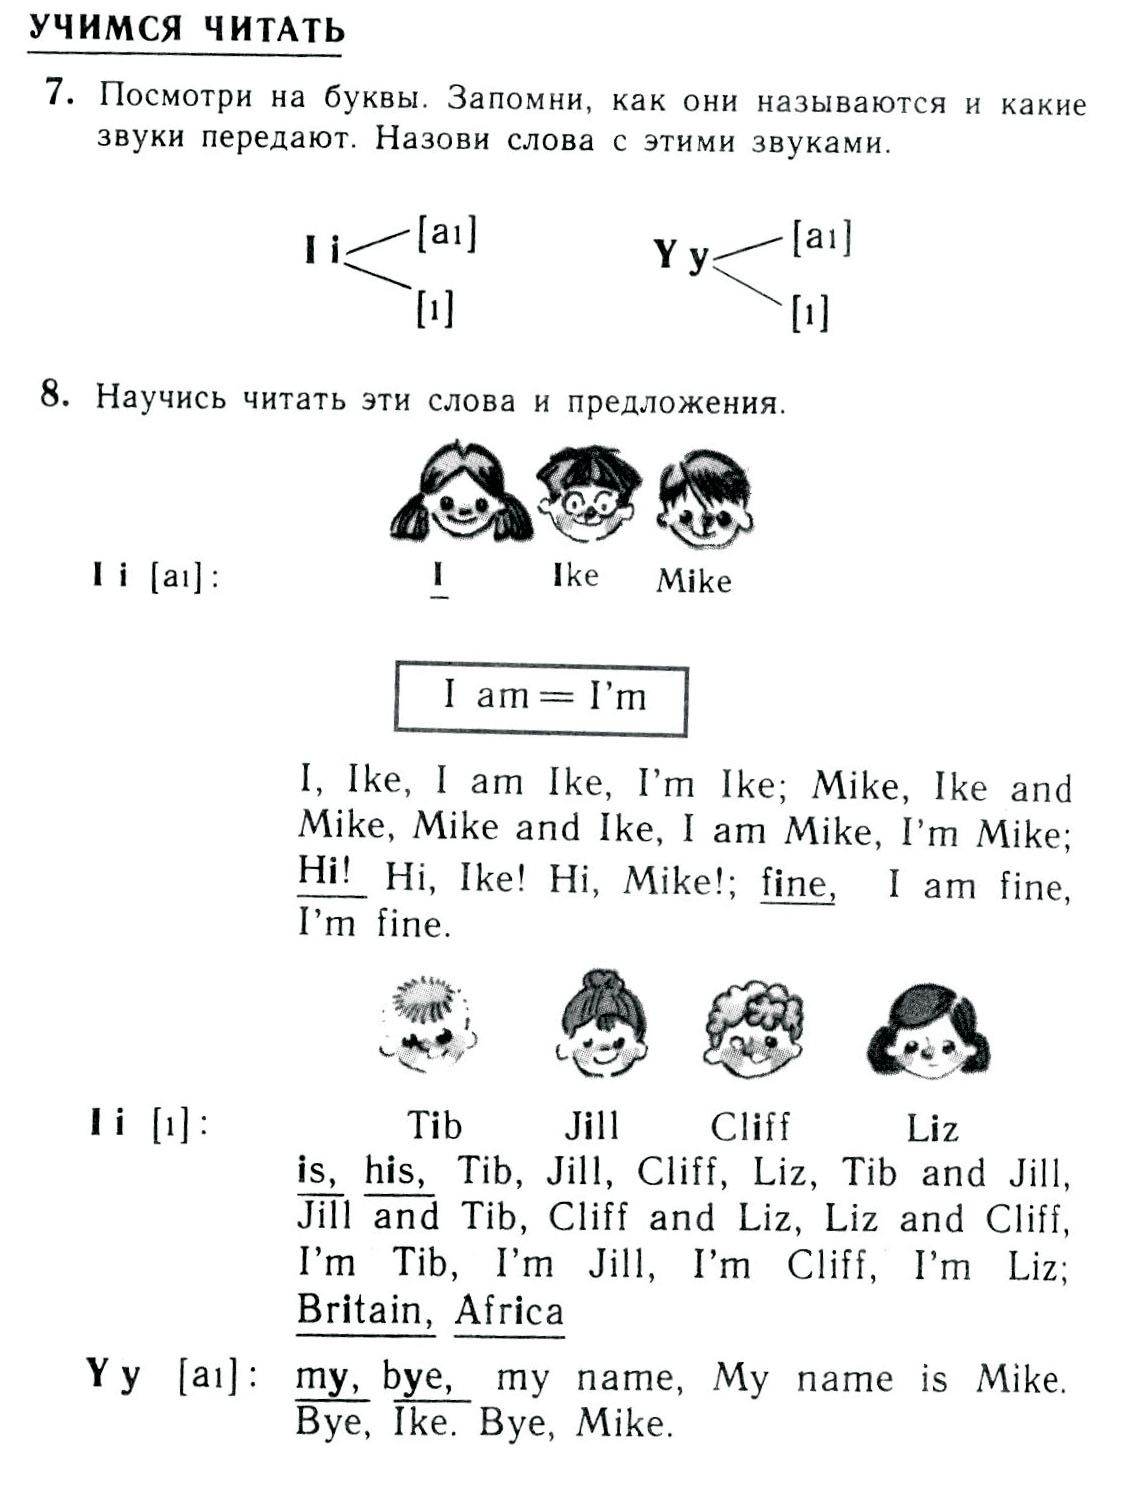 УЧИМСЯ ЧИТАТЬ
7. Посмотри на буквы. Запомни, как они называются и какие
звуки передают. Назови слова с этими звуками.
[aɪ] [aɪ]
I i Y y
[ɪ] [ɪ]
8. Научись читать эти слова и предложения.
I i [aɪ]: I Ike Mike
I am = I’m
I, Ike, I am Ike, I’m Ike; Mike, Ike and
Mike, Mike and Ike, I am Mike, I’m Mike;
Hi! Hi, Ike! Hi, Mike!; fine, I am fine,
I’m fine.
I i [ɪ]: Tib Jill Cliff Liz
is, his, Tib, Jill, Cliff, Liz, Tib and Jill,
Jill and Tib, Cliff and Liz, Liz and Cliff,
I’m Tib, I’m Jill, I’m Cliff, I’m Liz;
Britain, Africa
Y y [aɪ]: my, bye, my name, My name is Mike.
Bye, Ike. Bye, Mike.